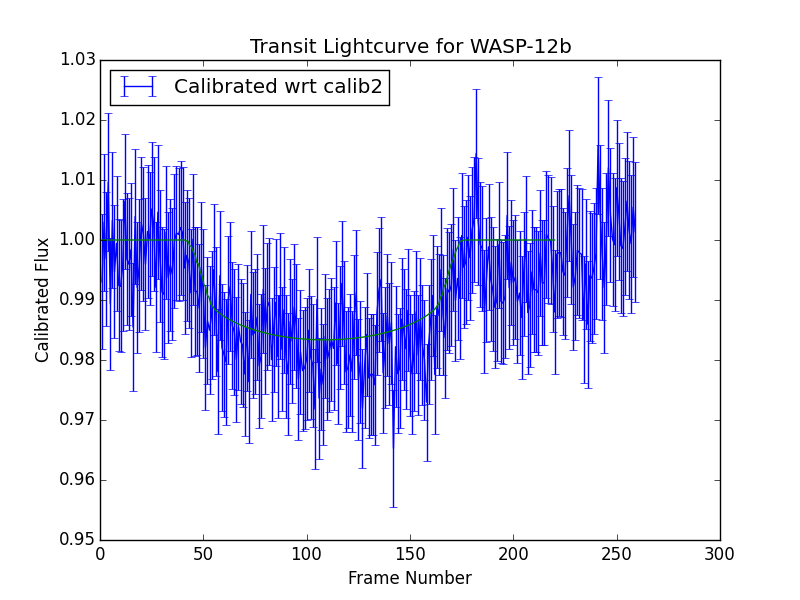 Transit Lightcurve for WASP-12b
Calibrated wrt calib2
Calibrated Flux
1.03
1.02
1.01
1.00
0.99
0.98
0.97
0.96
0.95
0 50 100 150 200 250 300
Frame Number